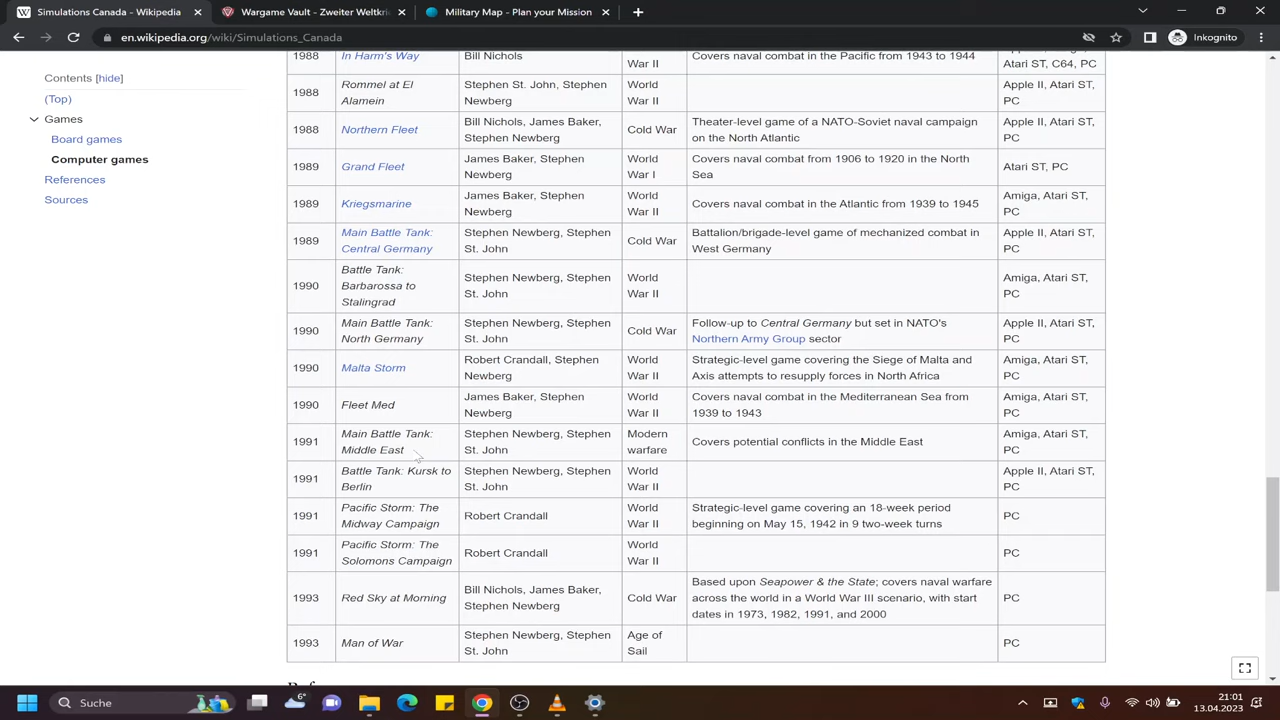 Simulations Canada - Wikipedia
Wargame Vault - Zweiter Weltkrie
Military Map - Plan your Mission
en.wikipedia.org/wiki/Simulations_Canada
Inkognito
Contents [hide]
(Top)
Games
Board games
Computer games
References
Sources
1988 In Harm's Way Bill Nichols War II Covers naval combat in the Pacific from 1943 to 1944 Atari ST, C64, PC
1988
Rommel at El
Alamein
Stephen St. John, Stephen
Newberg
World
War II
Apple II, Atari ST,
PC
1988
Northern Fleet
Bill Nichols, James Baker,
Stephen Newberg
Cold War
Theater-level game of a NATO-Soviet naval campaign
on the North Atlantic
Apple II, Atari ST,
PC
1989
Grand Fleet
James Baker, Stephen
Newberg
World
War I
Covers naval combat from 1906 to 1920 in the North
Sea
Atari ST, PC
1989
Kriegsmarine
James Baker, Stephen
Newberg
World
War II
Covers naval combat in the Atlantic from 1939 to 1945
Amiga, Atari ST,
PC
1989
Main Battle Tank:
Central Germany
Stephen Newberg, Stephen
St. John
Cold War
Battalion/brigade-level game of mechanized combat in
West Germany
Apple II, Atari ST,
PC
1990
Battle Tank:
Barbarossa to
Stalingrad
Stephen Newberg, Stephen
St. John
World
War II
Amiga, Atari ST,
PC
1990
Main Battle Tank:
North Germany
Stephen Newberg, Stephen
St. John
Cold War
Follow-up to Central Germany but set in NATO's
Northern Army Group sector
Apple II, Atari ST,
PC
1990
Malta Storm
Robert Crandall, Stephen
Newberg
World
War II
Strategic-level game covering the Siege of Malta and
Axis attempts to resupply forces in North Africa
Amiga, Atari ST,
PC
1990
Fleet Med
James Baker, Stephen
Newberg
World
War II
Covers naval combat in the Mediterranean Sea from
1939 to 1943
Amiga, Atari ST,
PC
1991
Main Battle Tank:
Middle East
Stephen Newberg, Stephen
St. John
Modern
warfare
Covers potential conflicts in the Middle East
Amiga, Atari ST,
PC
1991
Battle Tank: Kursk to
Berlin
Stephen Newberg, Stephen
St. John
World
War II
Apple II, Atari ST,
PC
1991
Pacific Storm: The
Midway Campaign
Robert Crandall
World
War II
Strategic-level game covering an 18-week period
beginning on May 15, 1942 in 9 two-week turns
PC
1991
Pacific Storm: The
Solomons Campaign
Robert Crandall
World
War II
PC
1993
Red Sky at Morning
Bill Nichols, James Baker,
Stephen Newberg
Cold War
Based upon Seapower & the State; covers naval warfare
across the world in a World War III scenario, with start
dates in 1973, 1982, 1991, and 2000
PC
1993
Man of War
Stephen Newberg, Stephen
St. John
Age of
Sail
PC
Suche
6°
21:01
13.04.2023